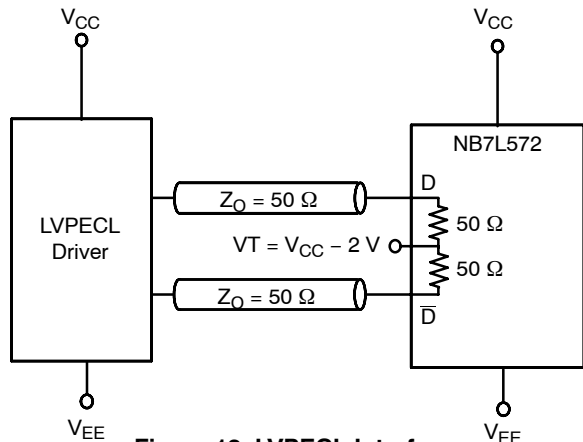 VCC
VCC
NB7L572
D
ZO = 50 Ω
50 Ω
LVPECL
Driver
VT = VCC − 2 V
50 Ω
ZO = 50 Ω
D̅
VEE
VEE